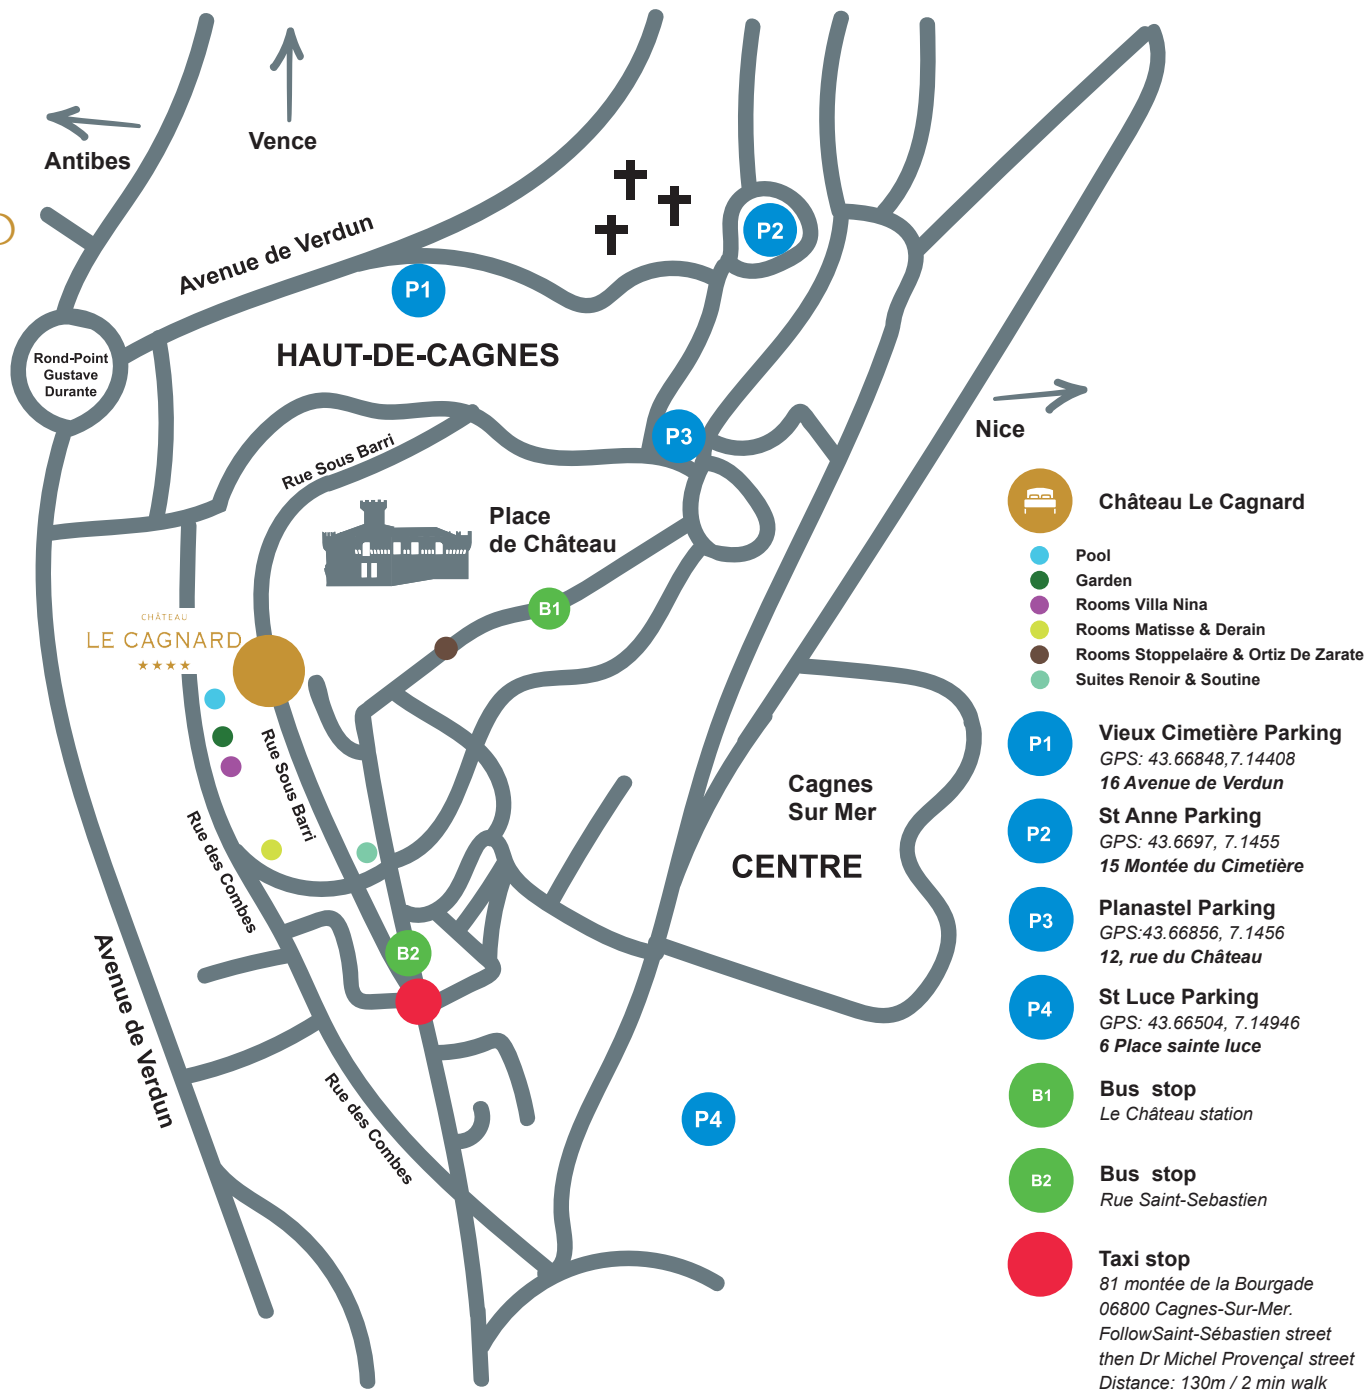 Vence
Antibes
Avenue de Verdun
P2
P1
Rond-Point
Gustave
Durante
HAUT-DE-CAGNES
Nice
P3
Rue Sous Barri
Place
de Château
B1
CHÂTEAU
LE CAGNARD
★★★★
Rue Sous Barri
Cagnes
Sur Mer
CENTRE
Rue des Combes
B2
Avenue de Verdun
Rue des Combes
P4
Château Le Cagnard
Pool
Garden
Rooms Villa Nina
Rooms Matisse & Derain
Rooms Stoppelaëre & Ortiz De Zarate
Suites Renoir & Soutine
P1
Vieux Cimetière Parking
GPS: 43.66848,7.14408
16 Avenue de Verdun
P2
St Anne Parking
GPS: 43.6697, 7.1455
15 Montée du Cimetière
P3
Planastel Parking
GPS:43.66856, 7.1456
12, rue du Château
P4
St Luce Parking
GPS: 43.66504, 7.14946
6 Place sainte luce
B1
Bus stop
Le Château station
B2
Bus stop
Rue Saint-Sebastien
Taxi stop
81 montée de la Bourgade
06800 Cagnes-Sur-Mer.
FollowSaint-Sébastien street
then Dr Michel Provençal street
Distance: 130m / 2 min walk